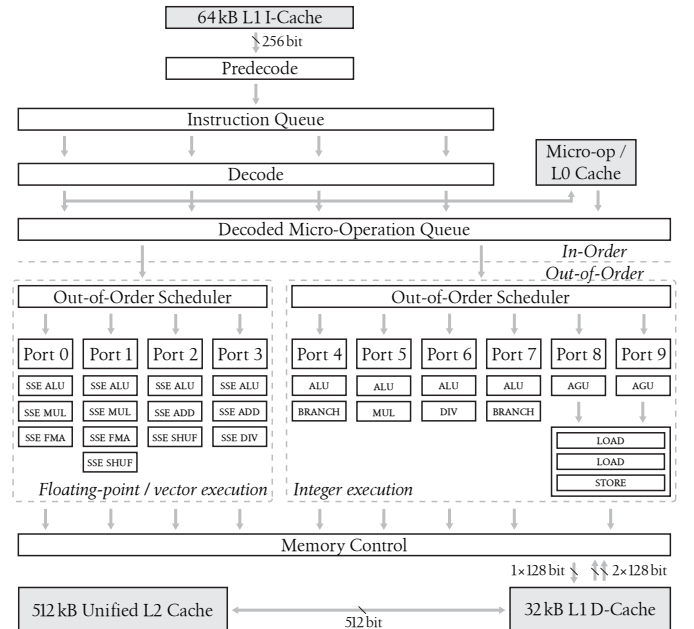 64 kB L1 I-Cache
256 bit
Predecode
Instruction Queue
Decode
Micro-op /
L0 Cache
Decoded Micro-Operation Queue
In-Order
Out-of-Order
Out-of-Order Scheduler
Out-of-Order Scheduler
Port 0 Port 1 Port 2 Port 3 Port 4 Port 5 Port 6 Port 7 Port 8 Port 9
SSE ALU SSE ALU SSE ALU SSE ALU ALU ALU ALU ALU AGU AGU
SSE MUL SSE MUL SSE ADD SSE ADD BRANCH MUL DIV BRANCH
SSE FMA SSE FMA SSE SHUF SSE DIV
SSE SHUF
LOAD
LOAD
STORE
Floating-point / vector execution
Integer execution
Memory Control
1×128 bit 2×128 bit
512 kB Unified L2 Cache
512 bit
32 kB L1 D-Cache